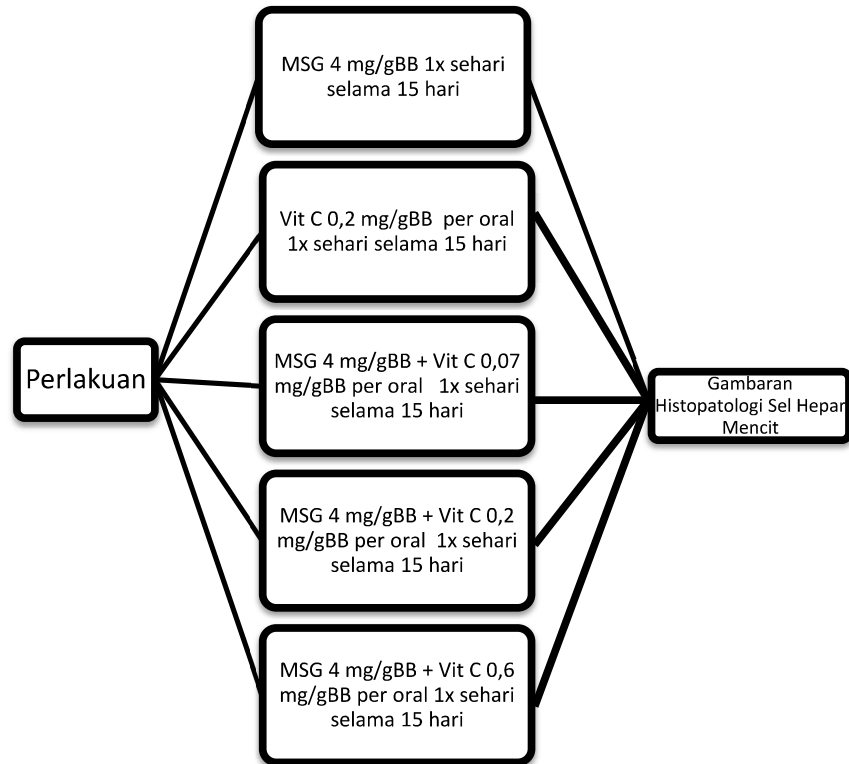 MSG 4 mg/gBB 1x sehari
selama 15 hari
Vit C 0,2 mg/gBB per oral
1x sehari selama 15 hari
Perlakuan
MSG 4 mg/gBB + Vit C 0,07
mg/gBB per oral 1x sehari
selama 15 hari
MSG 4 mg/gBB + Vit C 0,2
mg/gBB per oral 1x sehari
selama 15 hari
MSG 4 mg/gBB + Vit C 0,6
mg/gBB per oral 1x sehari
selama 15 hari
Gambaran
Histopatologi Sel Hepar
Mencit